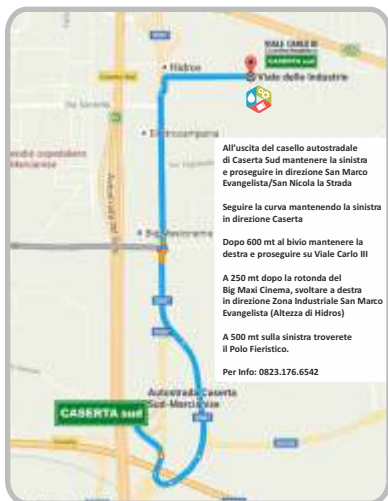 VIALE CARLO III
CASERTA sud
Hidros
Viale delle Industrie
Elettrocampania
Big Maxicinema
All'uscita del casello autostradale
di Caserta Sud mantenere la sinistra
e proseguire in direzione San Marco
Evangelista/San Nicola la Strada
Seguire la curva mantenendo la sinistra
in direzione Caserta
Dopo 600 mt al bivio mantenere la
destra e proseguire su Viale Carlo III
A 250 mt dopo la rotonda del
Big Maxi Cinema, svoltare a destra
in direzione Zona Industriale San Marco
Evangelista (Altezza di Hidros)
A 500 mt sulla sinistra troverete
il Polo Fieristico.
Per Info: 0823.176.6542
Autostrada Caserta
Sud-Marcianise
CASERTA sud